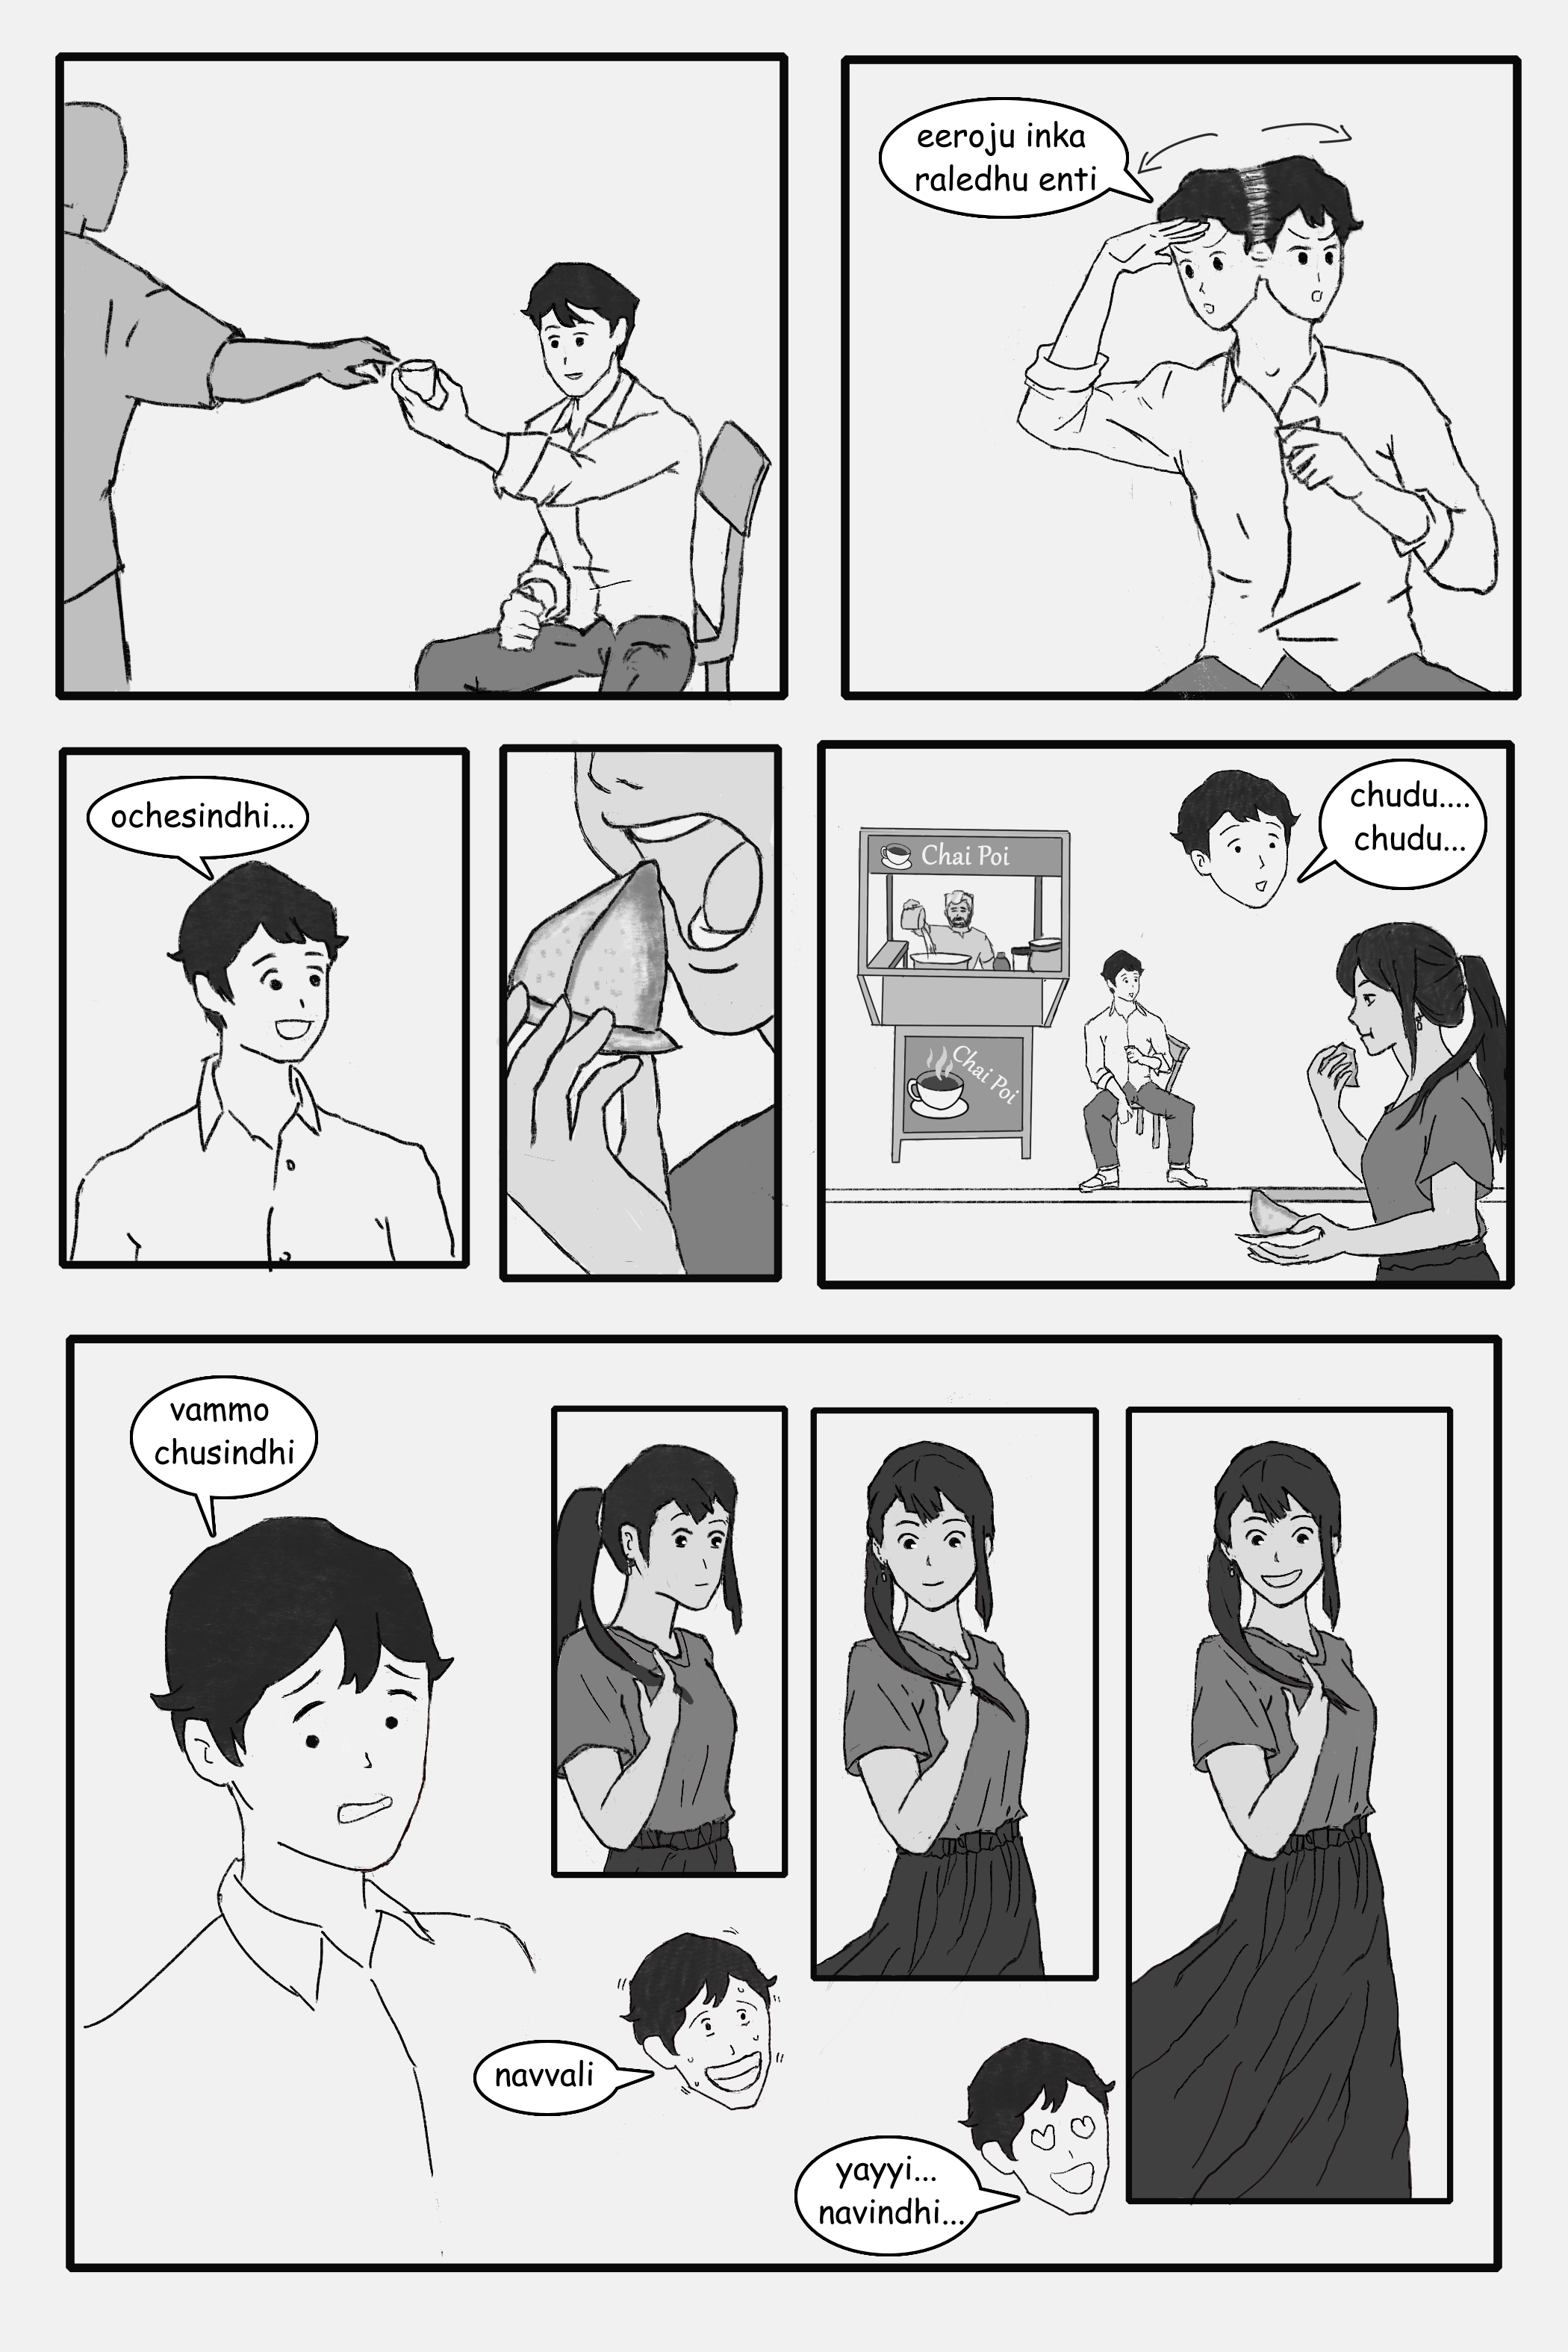 eeroju inka
raledhu enti
ochesindhi...
Chai Poi
Chai Poi
chudu....
chudu...
vammo
chusindhi
navvali
yayyi...
navindhi...